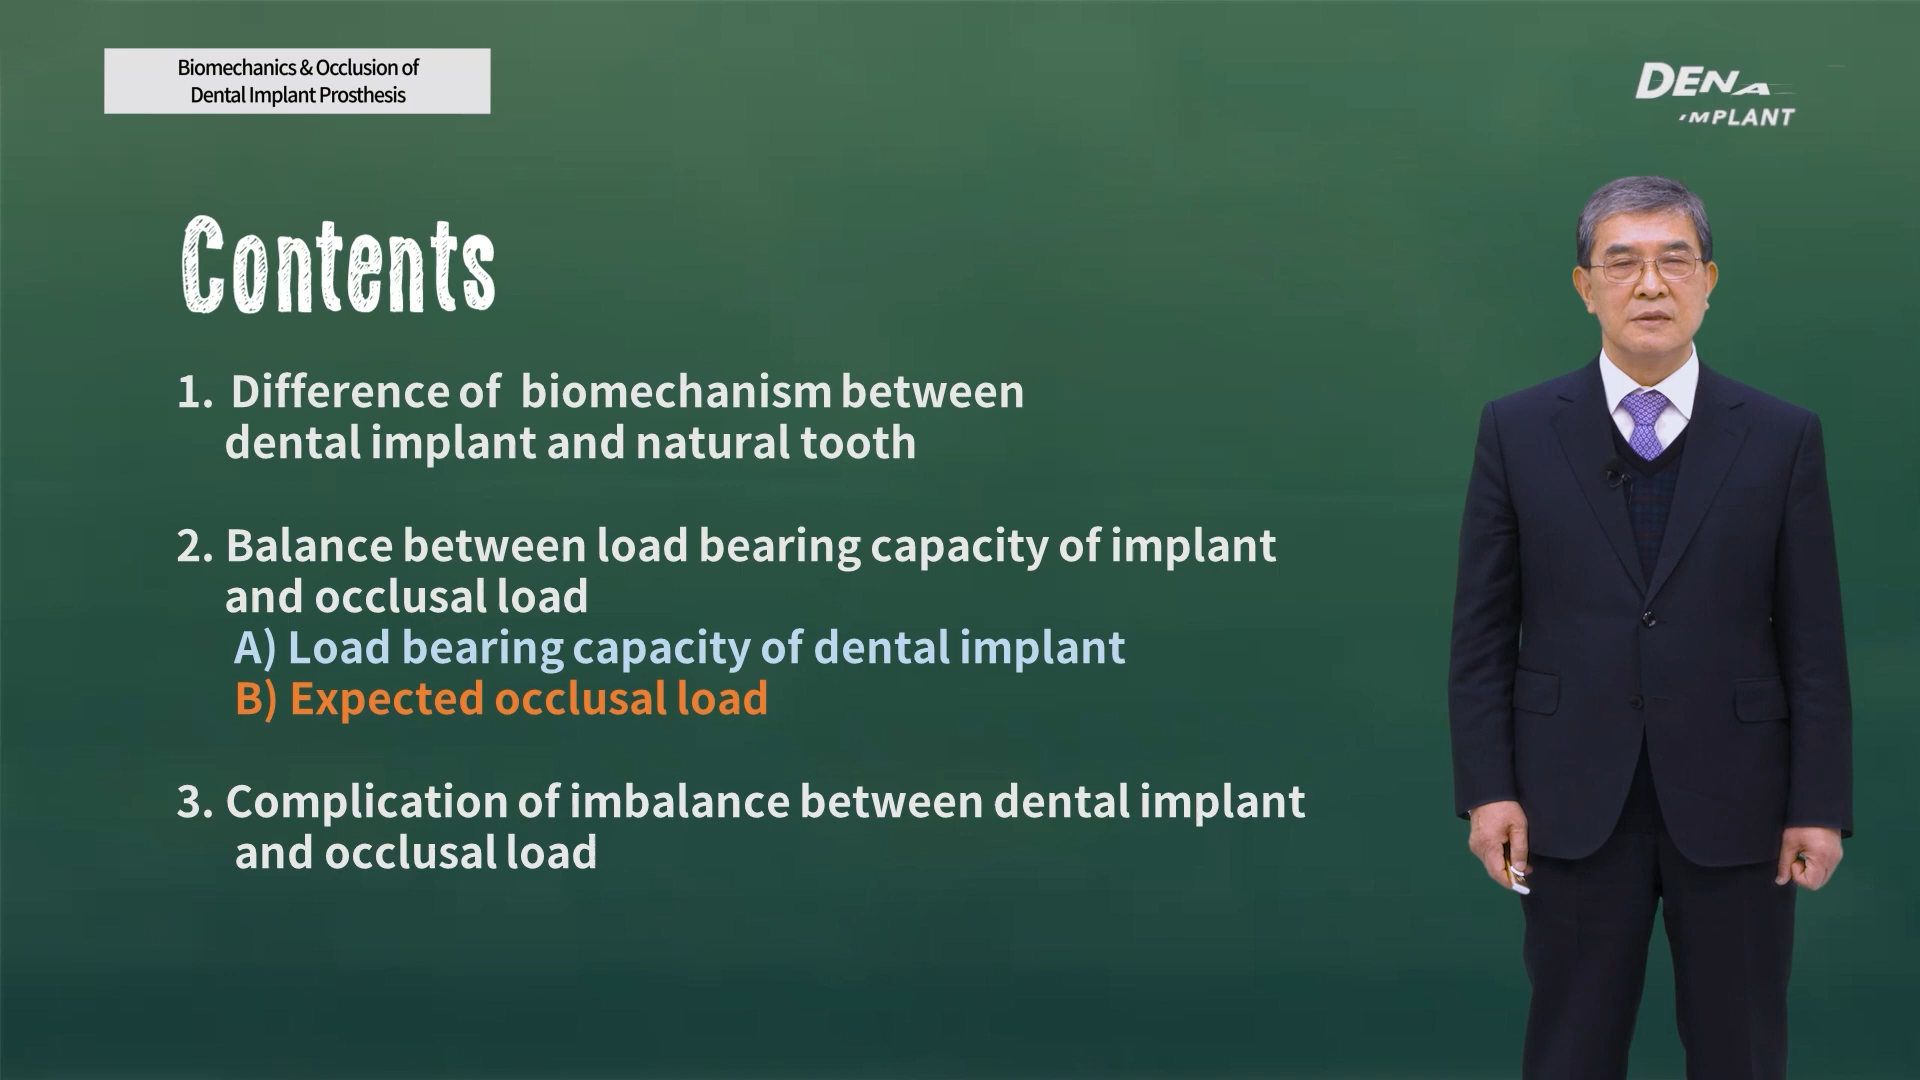 Biomechanics & Occlusion of
Dental Implant Prosthesis
DENA
IMPLANT
Contents
1. Difference of biomechanism between
dental implant and natural tooth
2. Balance between load bearing capacity of implant
and occlusal load
A) Load bearing capacity of dental implant
B) Expected occlusal load
3. Complication of imbalance between dental implant
and occlusal load